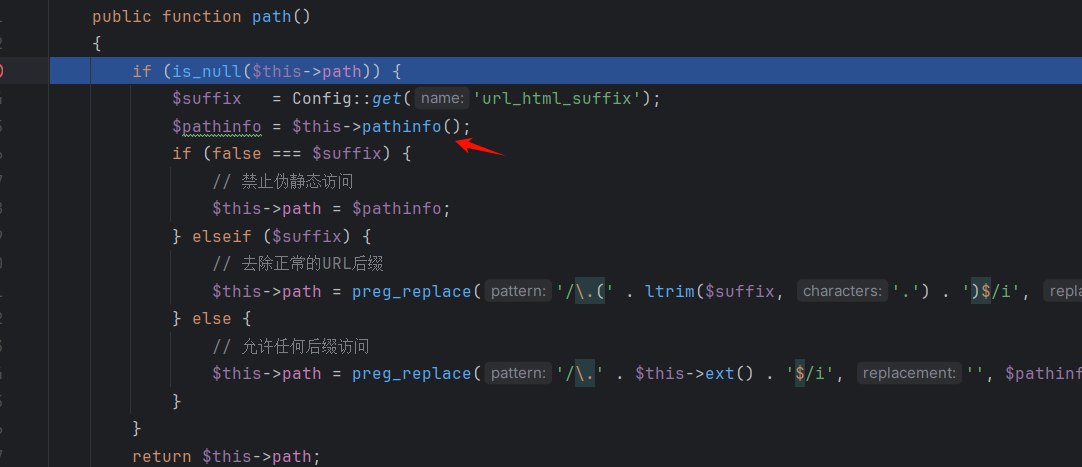 public function path()
{
if (is_null($this->path)) {
$suffix   = Config::get( name: 'url_html_suffix');
$pathinfo = $this->pathinfo();
if (false === $suffix) {
// 禁止伪静态访问
$this->path = $pathinfo;
} elseif ($suffix) {
// 去除正常的URL后缀
$this->path = preg_replace( pattern: '/\.(' . ltrim($suffix, characters: '.') . ')$/i',
} else {
// 允许任何后缀访问
$this->path = preg_replace( pattern: '/\.' . $this->ext() . '$/i', replacement: '',
}
}
return $this->path;